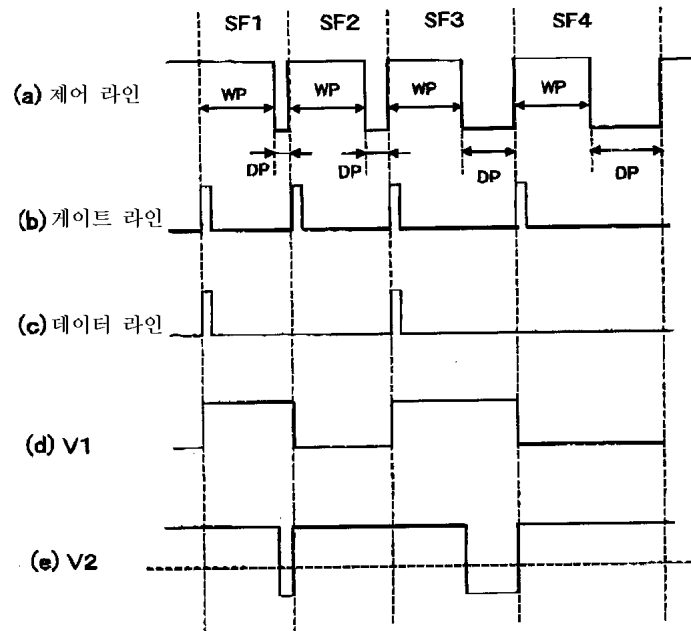 SF1 SF2 SF3 SF4
(a) 제어 라인
WP WP WP WP
DP DP DP DP
(b) 게이트 라인
(c) 데이터 라인
(d) V1
(e) V2